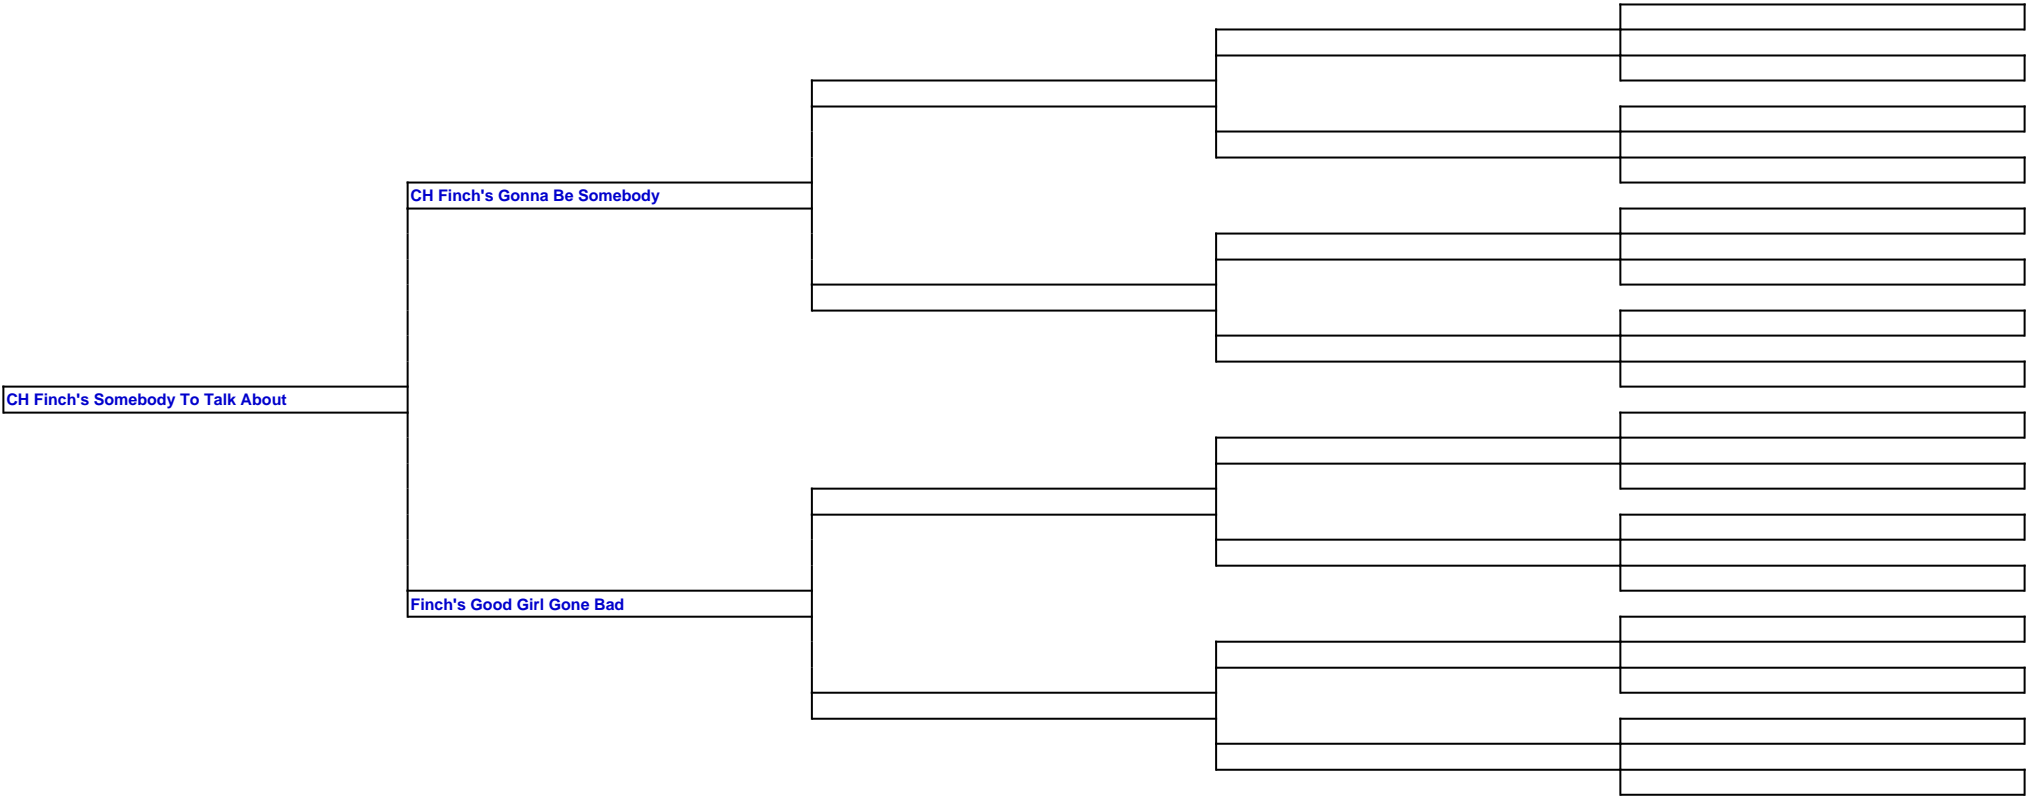 CH Finch's Gonna Be Somebody
CH Finch's Somebody To Talk About
Finch's Good Girl Gone Bad